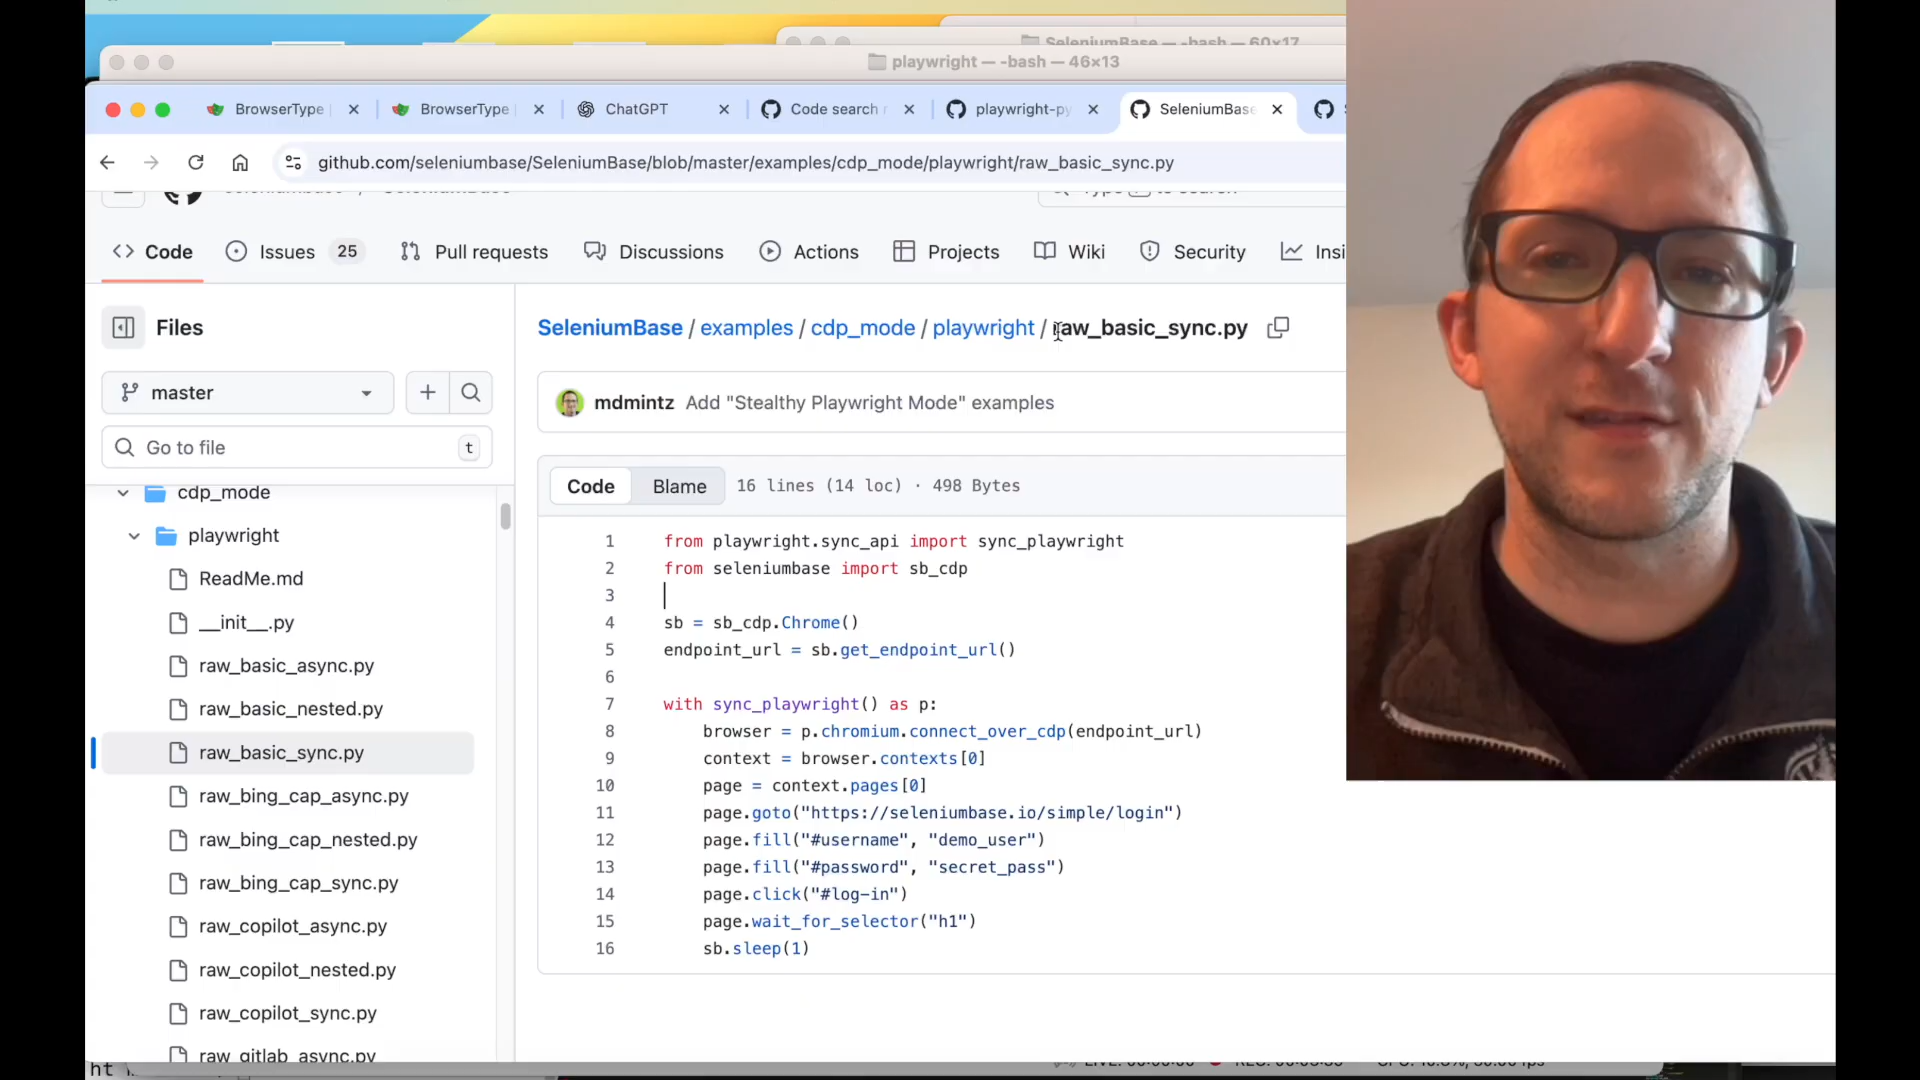 playwright — -bash — 46×13
SeleniumBase — -bash — 60×17
BrowserType
BrowserType
ChatGPT
Code search r
playwright-py
SeleniumBase
github.com/seleniumbase/SeleniumBase/blob/master/examples/cdp_mode/playwright/raw_basic_sync.py
Code
Issues 25
Pull requests
Discussions
Actions
Projects
Wiki
Security
Insi
Files
master
Go to file t
cdp_mode
playwright
ReadMe.md
__init__.py
raw_basic_async.py
raw_basic_nested.py
raw_basic_sync.py
raw_bing_cap_async.py
raw_bing_cap_nested.py
raw_bing_cap_sync.py
raw_copilot_async.py
raw_copilot_nested.py
raw_copilot_sync.py
raw_gitlab_async.py
SeleniumBase / examples / cdp_mode / playwright / raw_basic_sync.py
mdmintz Add "Stealthy Playwright Mode" examples
Code Blame 16 lines (14 loc) · 498 Bytes
1 from playwright.sync_api import sync_playwright
2 from seleniumbase import sb_cdp
3
4 sb = sb_cdp.Chrome()
5 endpoint_url = sb.get_endpoint_url()
6
7 with sync_playwright() as p:
8 browser = p.chromium.connect_over_cdp(endpoint_url)
9 context = browser.contexts[0]
10 page = context.pages[0]
11 page.goto("https://seleniumbase.io/simple/login")
12 page.fill("#username", "demo_user")
13 page.fill("#password", "secret_pass")
14 page.click("#log-in")
15 page.wait_for_selector("h1")
16 sb.sleep(1)
ht